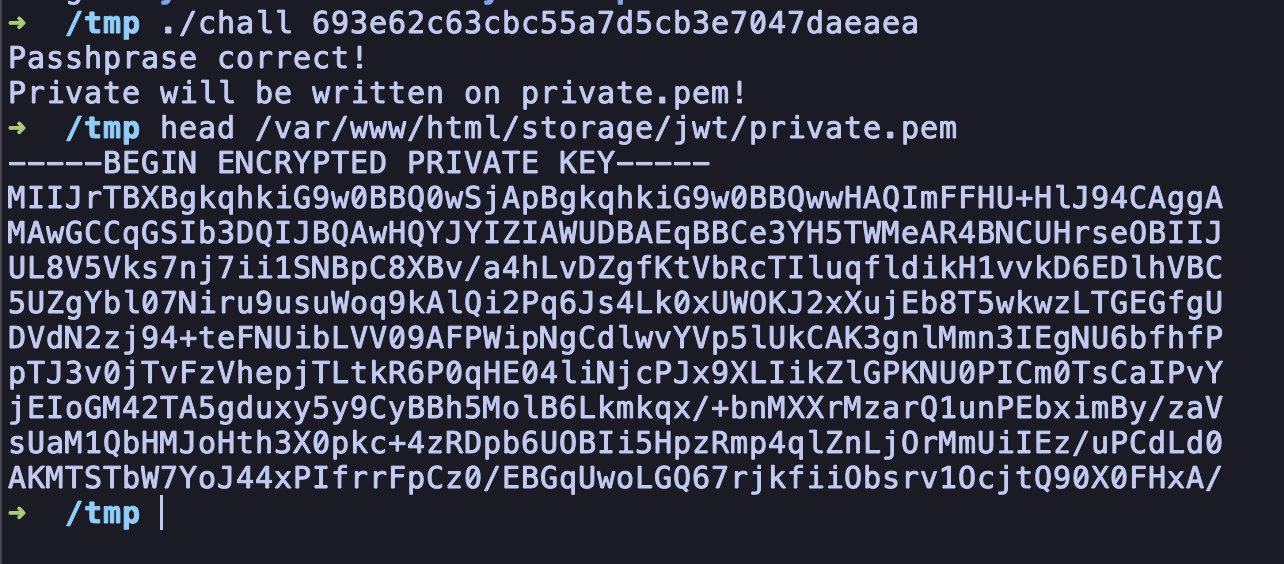 ➜  /tmp ./chall 693e62c63cbc55a7d5cb3e7047daeaea
Passhprase correct!
Private will be written on private.pem!
➜  /tmp head /var/www/html/storage/jwt/private.pem
-----BEGIN ENCRYPTED PRIVATE KEY-----
MIIJrTBXBgkqhkiG9w0BBQ0wSjApBgkqhkiG9w0BBQwwHAQImFFHU+HlJ94CAggA
MAwGCCqGSIb3DQIJBQAwHQYJYIZIAWUDBAEqBBCe3YH5TWMeAR4BNCUHrseOBIIJ
UL8V5Vks7nj7ii1SNBpC8XBv/a4hLvDZgfKtVbRcTIluqfldikH1vvkD6EDlhVBC
5UZgYbl07Niru9usuWoq9kAlQi2Pq6Js4Lk0xUWOKJ2xXujEb8T5wkwzLTGEGfgU
DVdN2zj94+teFNUibLVV09AFPWipNgCdlwvYVp5lUkCAK3gnlMmn3IEgNU6bfhfP
pTJ3v0jTvFzVhepjTLtkR6P0qHE04liNjcPJx9XLIikZlGPKNU0PICm0TsCaIPvY
jEIoGM42TA5gduxy5y9CyBBh5MolB6Lkmkqx/+bnMXXrMzarQ1unPEbximBy/zaV
sUaM1QbHMJoHth3X0pkc+4zRDpb6UOBIi5HpzRmp4qlZnLjOrMmUiIEz/uPCdLd0
AKMTSTbW7YoJ44xPIfrrFpCz0/EBGqUwoLGQ67rjkfiiObsrv1OcjtQ90X0FHxA/
➜  /tmp